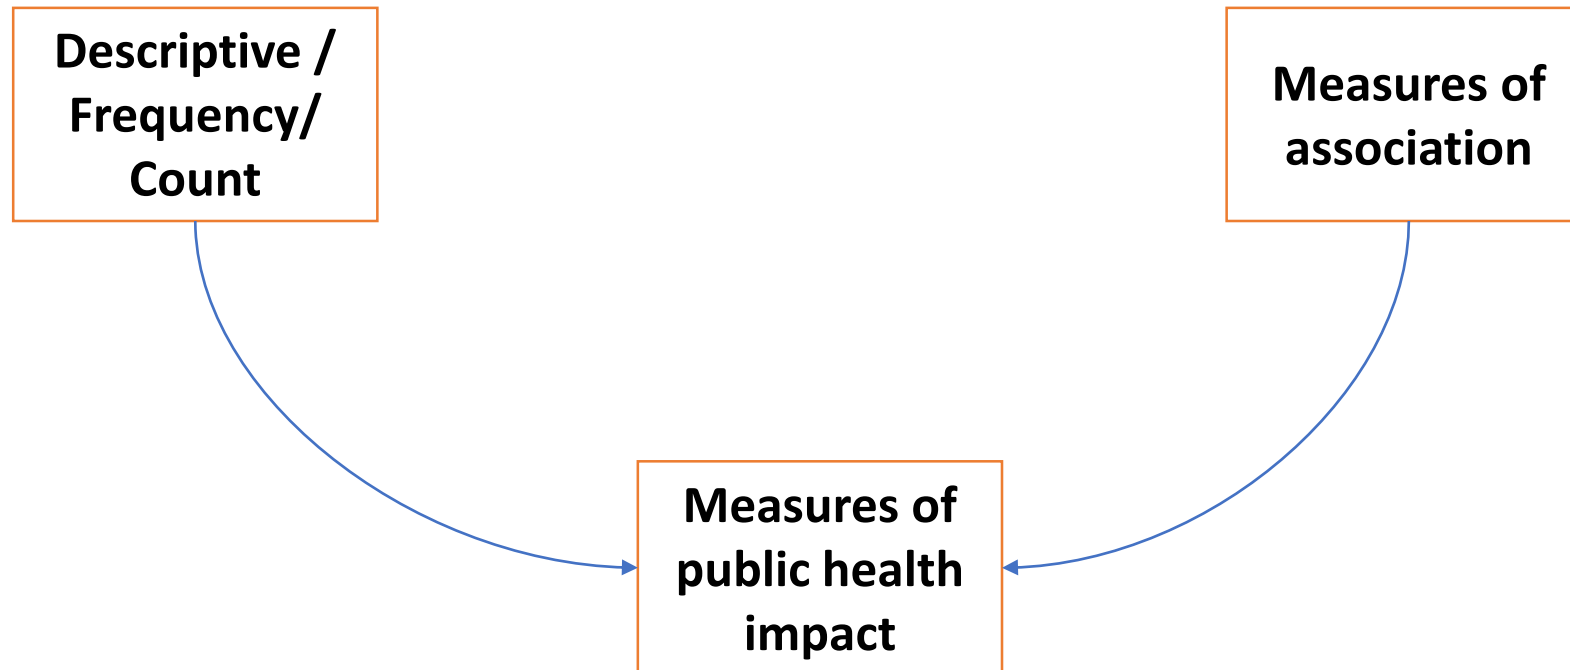 Descriptive /
Frequency/
Count
Measures of
association
Measures of
public health
impact